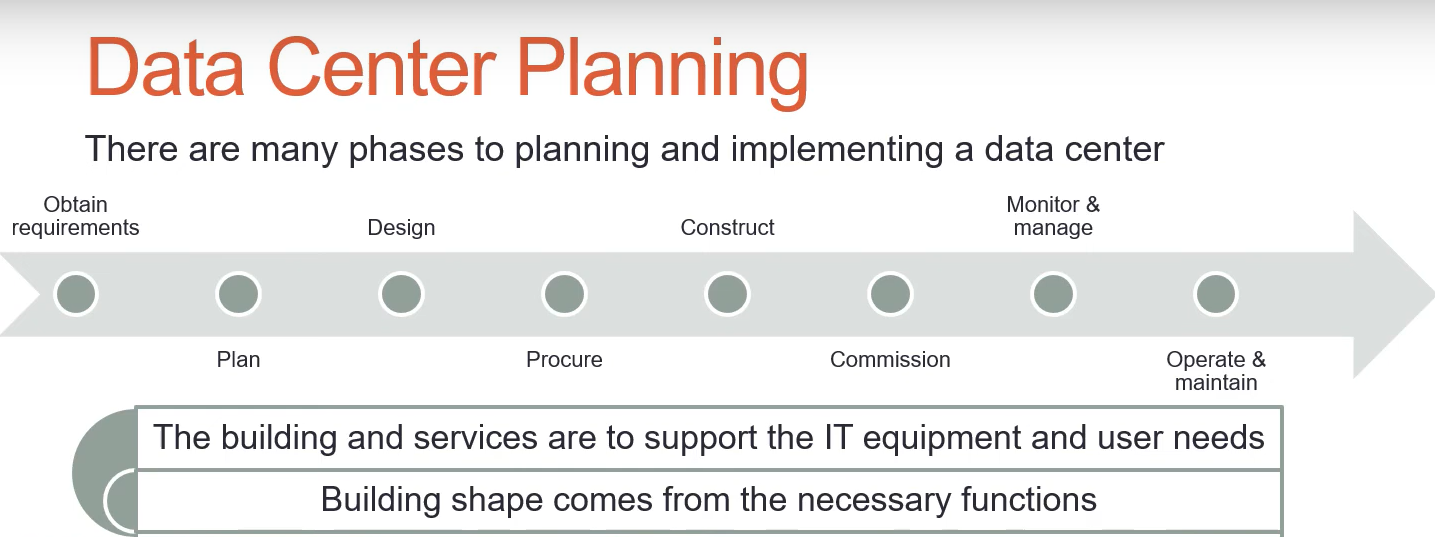 Data Center Planning
There are many phases to planning and implementing a data center
Obtain
requirements
Plan
Design
Procure
Construct
Commission
Monitor &
manage
Operate &
maintain
The building and services are to support the IT equipment and user needs
Building shape comes from the necessary functions